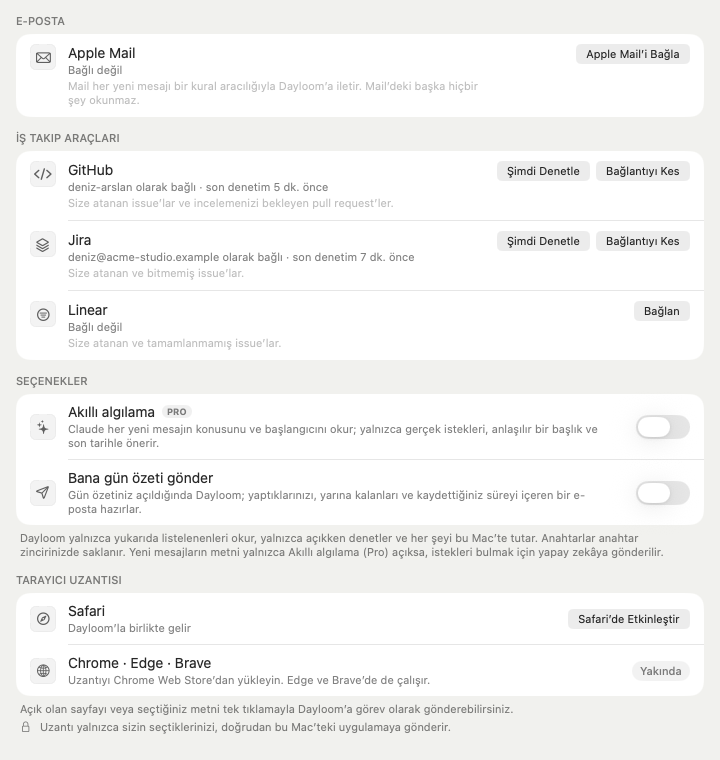 E-POSTA
Apple Mail
Apple Mail’i Bağla
Bağlı değil
Mail her yeni mesajı bir kural aracılığıyla Dayloom’a iletir. Mail’deki başka hiçbir
şey okunmaz.
İŞ TAKIP ARAÇLARI
GitHub
Şimdi Denetle
Bağlantıyı Kes
deniz-arslan olarak bağlı · son denetim 5 dk. önce
Size atanan issue’lar ve incelemenizi bekleyen pull request’ler.
Jira
Şimdi Denetle
Bağlantıyı Kes
deniz@acme-studio.example olarak bağlı · son denetim 7 dk. önce
Size atanan ve bitmemiş issue’lar.
Linear
Bağlan
Bağlı değil
Size atanan ve tamamlanmamış issue’lar.
SEÇENEKLER
Akıllı algılama PRO
Claude her yeni mesajın konusunu ve başlangıcını okur; yalnızca gerçek istekleri, anlaşılır bir başlık ve
son tarihle önerir.
Bana gün özeti gönder
Gün özetiniz açıldığında Dayloom; yaptıklarınızı, yarına kalanları ve kaydettiğiniz süreyi içeren bir e-
posta hazırlar.
Dayloom yalnızca yukarıda listelenenleri okur, yalnızca açıkken denetler ve her şeyi bu Mac’te tutar. Anahtarlar anahtar
zincirinizde saklanır. Yeni mesajların metni yalnızca Akıllı algılama (Pro) açıksa, istekleri bulmak için yapay zekâya gönderilir.
TARAYICI UZANTISI
Safari
Safari’de Etkinleştir
Dayloom’la birlikte gelir
Chrome · Edge · Brave
Yakında
Uzantıyı Chrome Web Store’dan yükleyin. Edge ve Brave’de de çalışır.
Açık olan sayfayı veya seçtiğiniz metni tek tıklamayla Dayloom’a görev olarak gönderebilirsiniz.
Uzantı yalnızca sizin seçtiklerinizi, doğrudan bu Mac’teki uygulamaya gönderir.